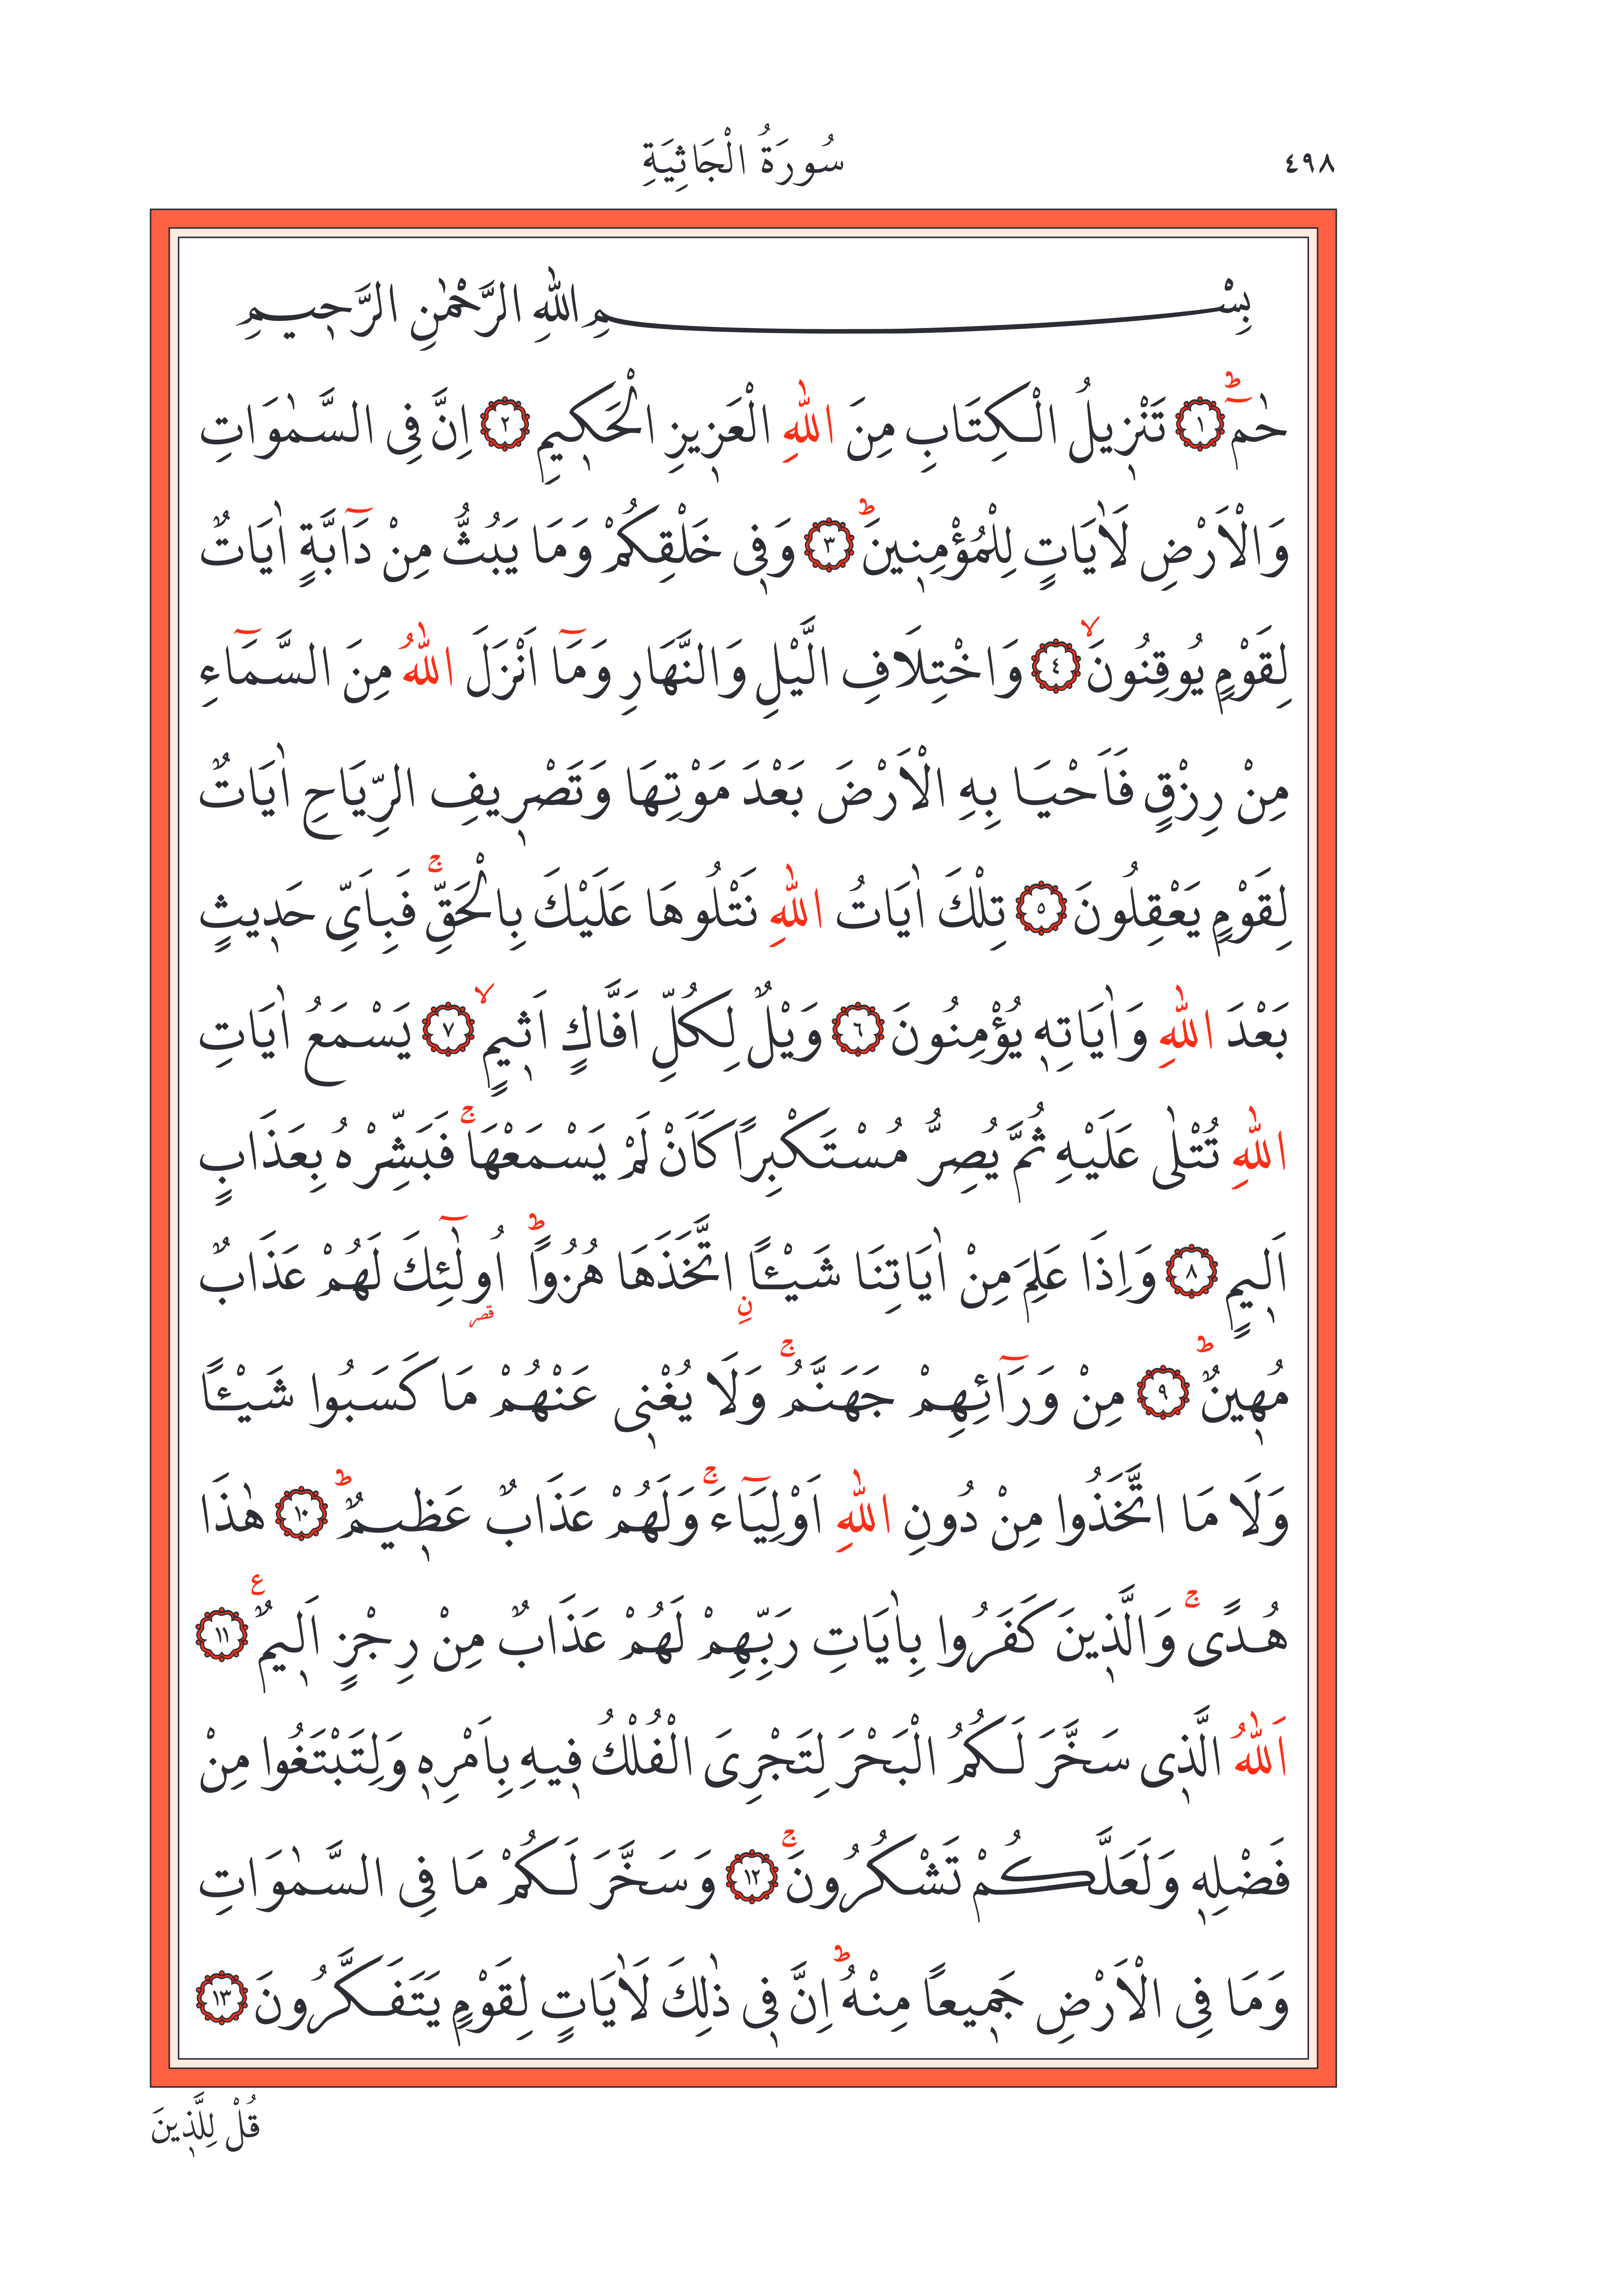 ٤٩٨
سُورَةُ الْجَاثِيَةِ
بِسْمِ اللّٰهِ الرَّحْمٰنِ الرَّح۪يمِ
حٰمٓ ؕ ﴿١﴾ تَنْز۪يلُ الْكِتَابِ مِنَ اللّٰهِ الْعَز۪يزِ الْحَك۪يمِ ﴿٢﴾ اِنَّ فِى السَّمٰوَاتِ
وَالْاَرْضِ لَاٰيَاتٍ لِلْمُؤْمِن۪ينَ ؕ ﴿٣﴾ وَف۪ى خَلْقِكُمْ وَمَا يَبُثُّ مِنْ دَٓابَّةٍ اٰيَاتٌ
لِقَوْمٍ يُوقِنُونَ ۙ ﴿٤﴾ وَاخْتِلَافِ الَّيْلِ وَالنَّهَارِ وَمَٓا اَنْزَلَ اللّٰهُ مِنَ السَّمَٓاءِ
مِنْ رِزْقٍ فَاَحْيَا بِهِ الْاَرْضَ بَعْدَ مَوْتِهَا وَتَصْر۪يفِ الرِّيَاحِ اٰيَاتٌ
لِقَوْمٍ يَعْقِلُونَ ﴿٥﴾ تِلْكَ اٰيَاتُ اللّٰهِ نَتْلُوهَا عَلَيْكَ بِالْحَقِّ ۚ فَبِاَىِّ حَد۪يثٍ
بَعْدَ اللّٰهِ وَاٰيَاتِه۪ يُؤْمِنُونَ ﴿٦﴾ وَيْلٌ لِكُلِّ اَفَّاكٍ اَث۪يمٍ ۙ ﴿٧﴾ يَسْمَعُ اٰيَاتِ
اللّٰهِ تُتْلٰى عَلَيْهِ ثُمَّ يُصِرُّ مُسْتَكْبِراً كَاَنْ لَمْ يَسْمَعْهَا ۚ فَبَشِّرْهُ بِعَذَابٍ
اَل۪يمٍ ﴿٨﴾ وَاِذَا عَلِمَ مِنْ اٰيَاتِنَا شَيْـٔاً نِ اتَّخَذَهَا هُزُواً ؕ اُو۬لٰٓئِكَ قصر لَهُمْ عَذَابٌ
مُه۪ينٌ ؕ ﴿٩﴾ مِنْ وَرَٓائِهِمْ جَهَنَّمُ ۚ وَلَا يُغْن۪ى عَنْهُمْ مَا كَسَبُوا شَيْـٔاً
وَلَا مَا اتَّخَذُوا مِنْ دُونِ اللّٰهِ اَوْلِيَٓاءَ ۚ وَلَهُمْ عَذَابٌ عَظ۪يمٌ ؕ ﴿١٠﴾ هٰذَا
هُدًى ۚ وَالَّذ۪ينَ كَفَرُوا بِاٰيَاتِ رَبِّهِمْ لَهُمْ عَذَابٌ مِنْ رِجْزٍ اَل۪يمٌ ع ﴿١١﴾
اَللّٰهُ الَّذ۪ى سَخَّرَ لَكُمُ الْبَحْرَ لِتَجْرِىَ الْفُلْكُ ف۪يهِ بِاَمْرِه۪ وَلِتَبْتَغُوا مِنْ
فَضْلِه۪ وَلَعَلَّكُمْ تَشْكُرُونَ ۚ ﴿١٢﴾ وَسَخَّرَ لَكُمْ مَا فِى السَّمٰوَاتِ
وَمَا فِى الْاَرْضِ جَم۪يعاً مِنْهُ ؕ اِنَّ ف۪ى ذٰلِكَ لَاٰيَاتٍ لِقَوْمٍ يَتَفَكَّرُونَ ﴿١٣﴾
قُلْ لِلَّذ۪ينَ